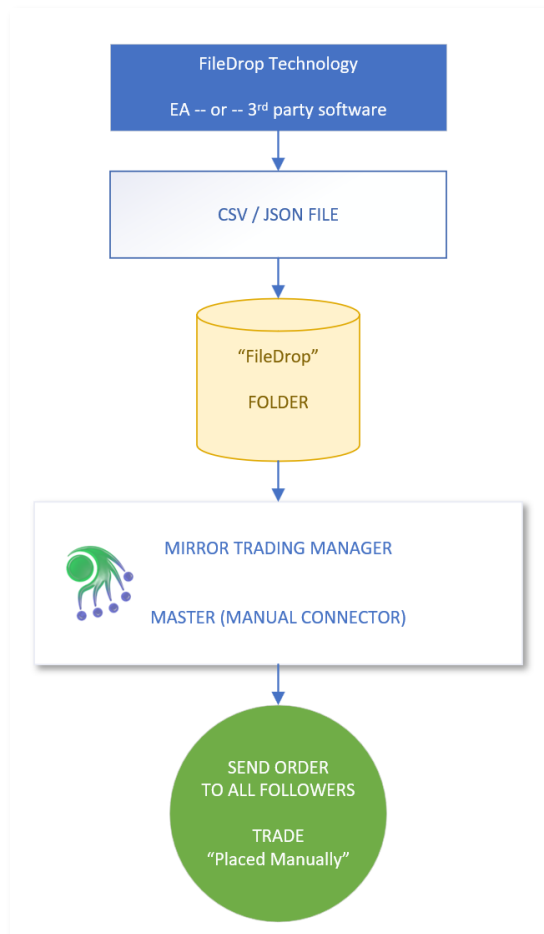 FileDrop Technology
EA -- or -- 3rd party software
CSV / JSON FILE
“FileDrop”
FOLDER
MIRROR TRADING MANAGER
MASTER (MANUAL CONNECTOR)
SEND ORDER
TO ALL FOLLOWERS
TRADE
“Placed Manually”